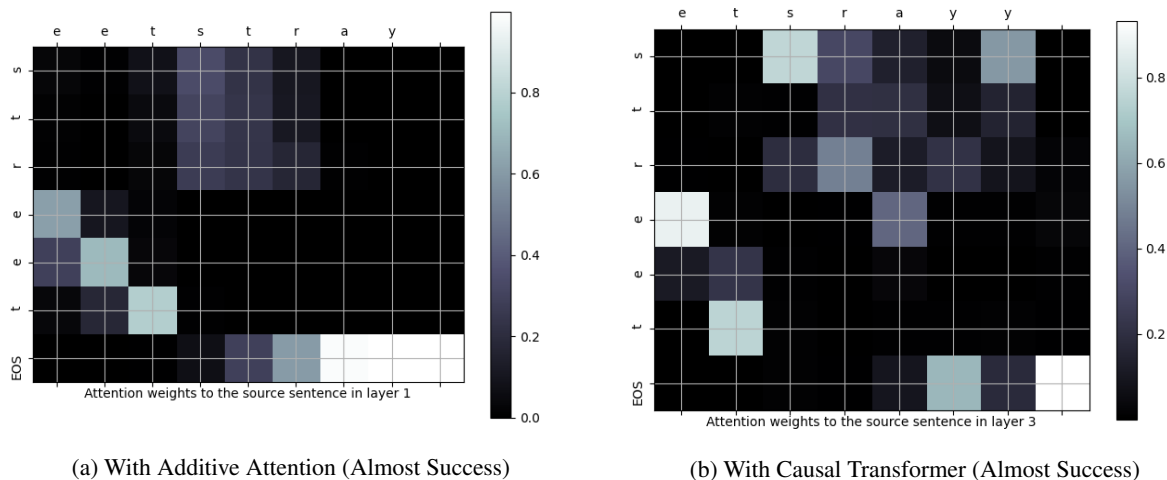 e e t s t r a y
s
t
r
e
e
t
EOS
0.8
0.6
0.4
0.2
0.0
Attention weights to the source sentence in layer 1
(a) With Additive Attention (Almost Success)
e t s r a y y
s
t
r
e
e
t
EOS
0.8
0.6
0.4
0.2
Attention weights to the source sentence in layer 3
(b) With Causal Transformer (Almost Success)